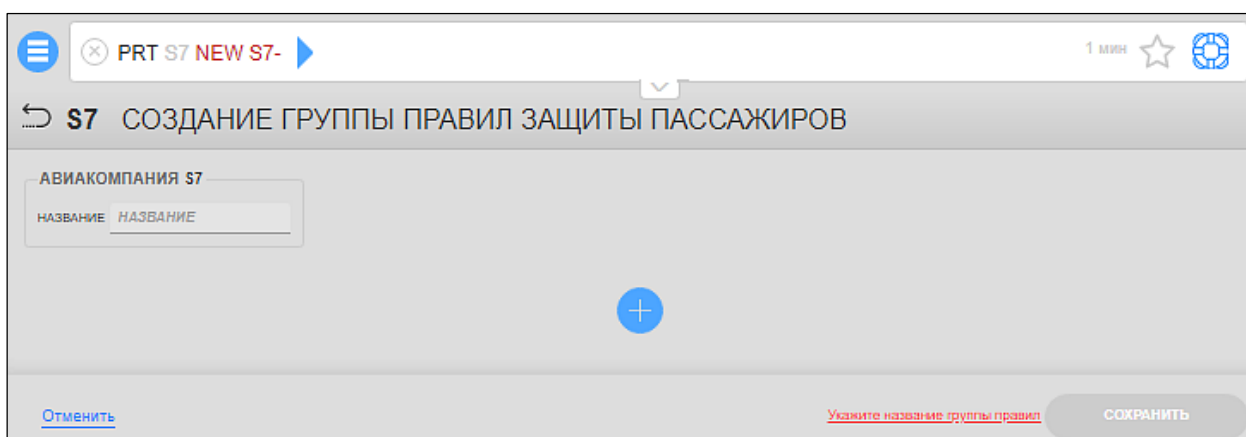 PRT S7 NEW S7- 1 мин
S7 СОЗДАНИЕ ГРУППЫ ПРАВИЛ ЗАЩИТЫ ПАССАЖИРОВ
АВИАКОМПАНИЯ S7
НАЗВАНИЕ НАЗВАНИЕ
Отменить Укажите название группы правил СОХРАНИТЬ